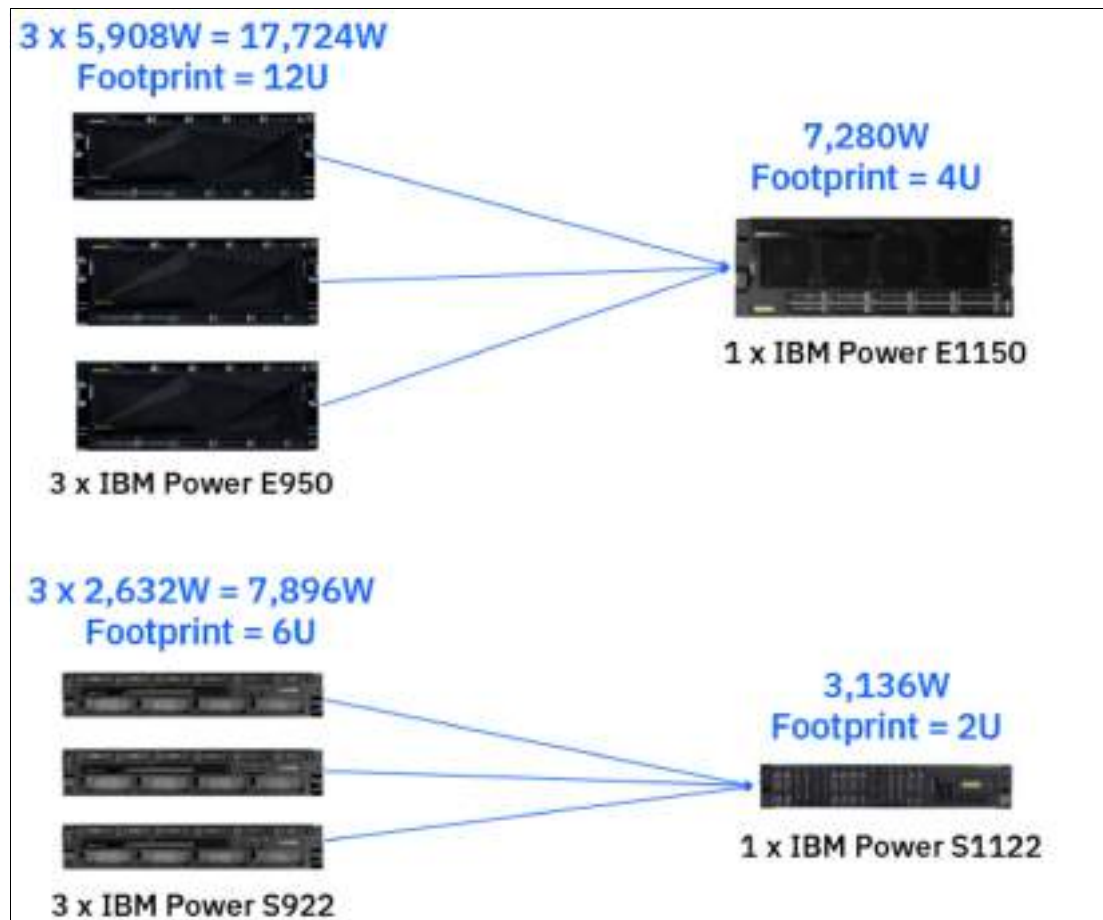 3 x 5,908W = 17,724W
Footprint = 12U
7,280W
Footprint = 4U
1 x IBM Power E1150
3 x IBM Power E950
3 x 2,632W = 7,896W
Footprint = 6U
3,136W
Footprint = 2U
1 x IBM Power S1122
3 x IBM Power S922